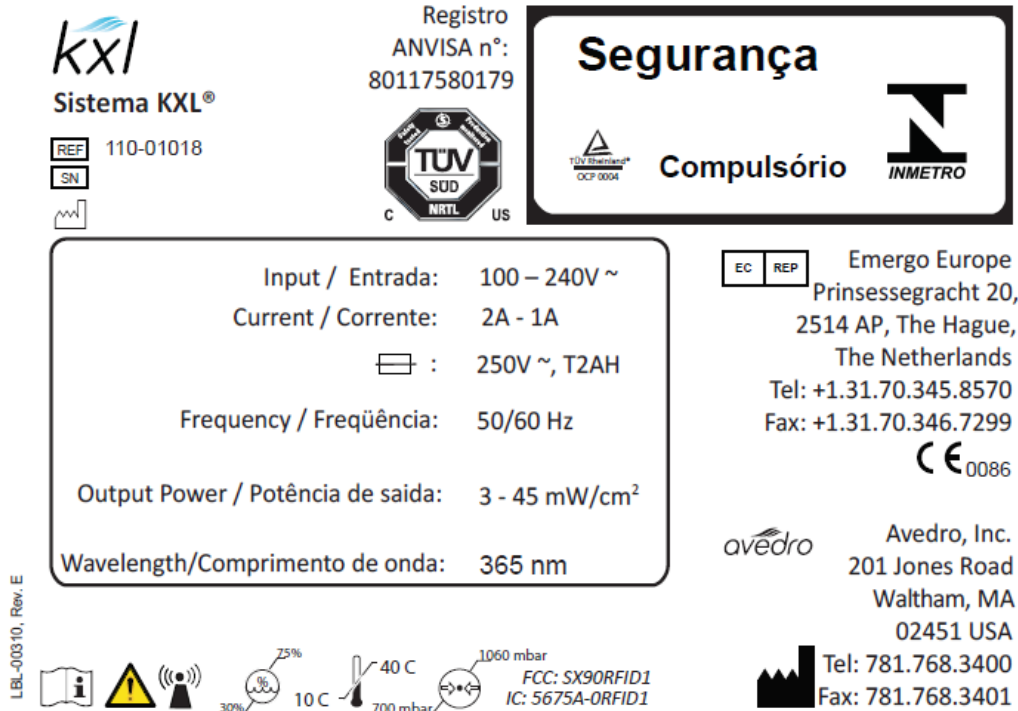 kxl
Sistema KXL®
REF 110-01018
SN
Registro
ANVISA n°:
80117580179
TÜV
SÜD
NRTL
C US
Segurança
TÜV Rheinland®
OCP 0004
Compulsório
INMETRO
Input / Entrada: 100 – 240V ~
Current / Corrente: 2A - 1A
: 250V ~, T2AH
Frequency / Freqüência: 50/60 Hz
Output Power / Potência de saida: 3 - 45 mW/cm²
Wavelength/Comprimento de onda: 365 nm
EC REP
Emergo Europe
Prinsessegracht 20,
2514 AP, The Hague,
The Netherlands
Tel: +1.31.70.345.8570
Fax: +1.31.70.346.7299
CE 0086
avedro
Avedro, Inc.
201 Jones Road
Waltham, MA
02451 USA
Tel: 781.768.3400
Fax: 781.768.3401
LBL-00310, Rev. E
i
75%
%
30%
40 C
10 C
1060 mbar
700 mbar
FCC: SX90RFID1
IC: 5675A-0RFID1